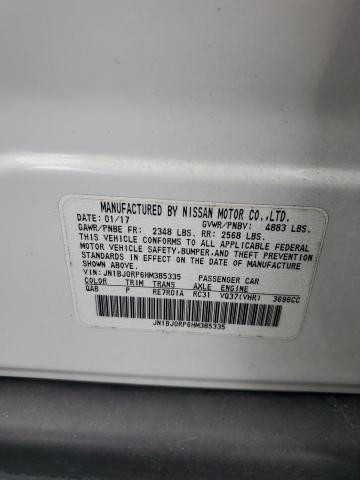 MANUFACTURED BY NISSAN MOTOR CO.,LTD.
DATE: 01/17 GVWR/PNBV: 4883 LBS.
GAWR/PNBE FR: 2348 LBS. RR: 2568 LBS.
THIS VEHICLE CONFORMS TO ALL APPLICABLE FEDERAL
MOTOR VEHICLE SAFETY, BUMPER, AND THEFT PREVENTION
STANDARDS IN EFFECT ON THE DATE OF MANUFACTURE
SHOWN ABOVE.
VIN: JN1BJ0RP6HM385335 PASSENGER CAR
COLOR TRIM TRANS AXLE ENGINE
QAB P RE7R01A RC31 VQ37(VHR) 3696CC
JN1BJ0RP6HM385335